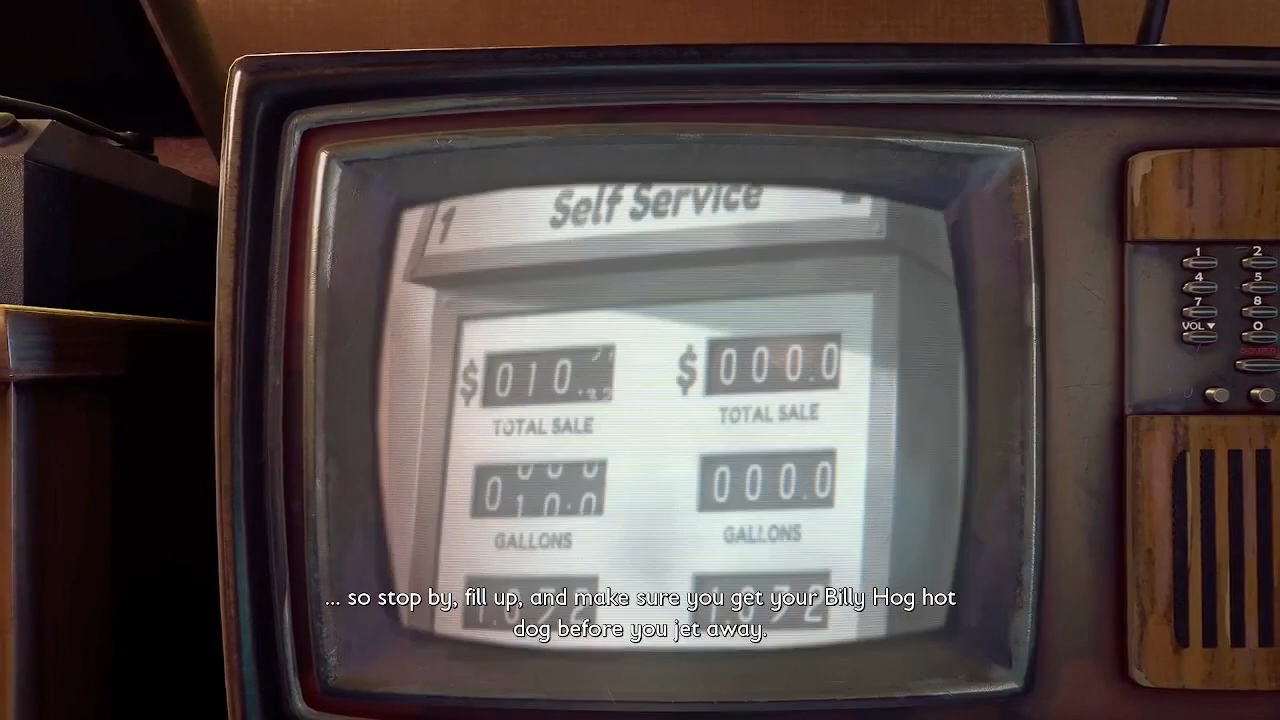 Self Service
1
$ 010. $ 000.0
TOTAL SALE TOTAL SALE
0 000.0
GALLONS GALLONS
1 2
4 5
7 8
VOL▼ 0
POWER
... so stop by, fill up, and make sure you get your Billy Hog hot
dog before you jet away.